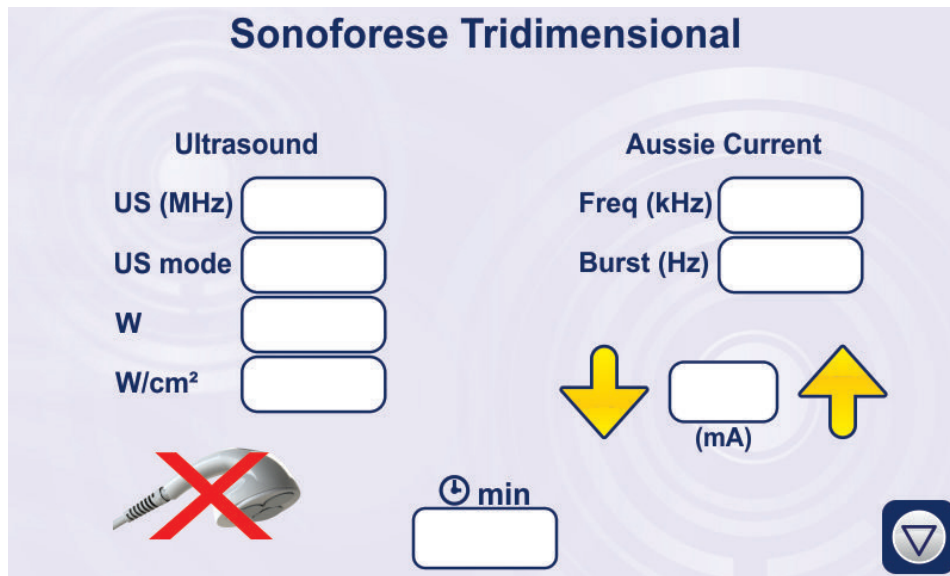 Sonoforese Tridimensional
Ultrasound
US (MHz)
US mode
W
W/cm²
Aussie Current
Freq (kHz)
Burst (Hz)
(mA)
min